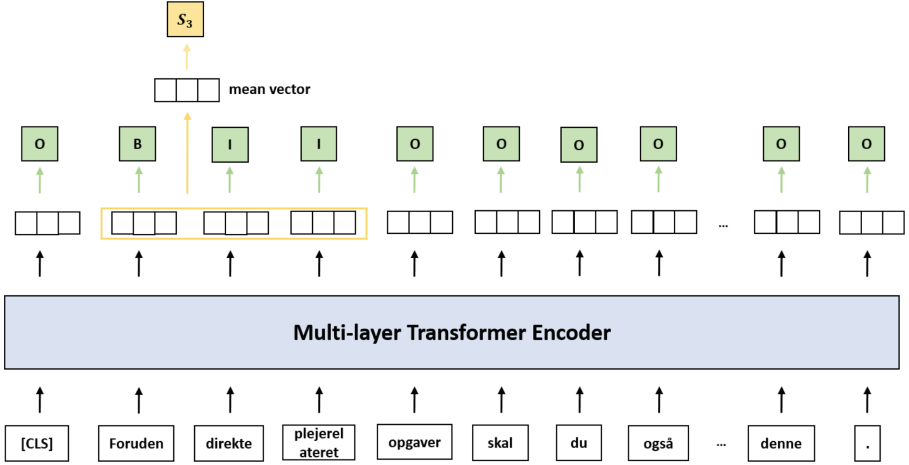 S3
mean vector
O B I I O O O O O O
...
Multi-layer Transformer Encoder
[CLS] Foruden direkte plejerel opgaver skal du også ... denne .
ateret